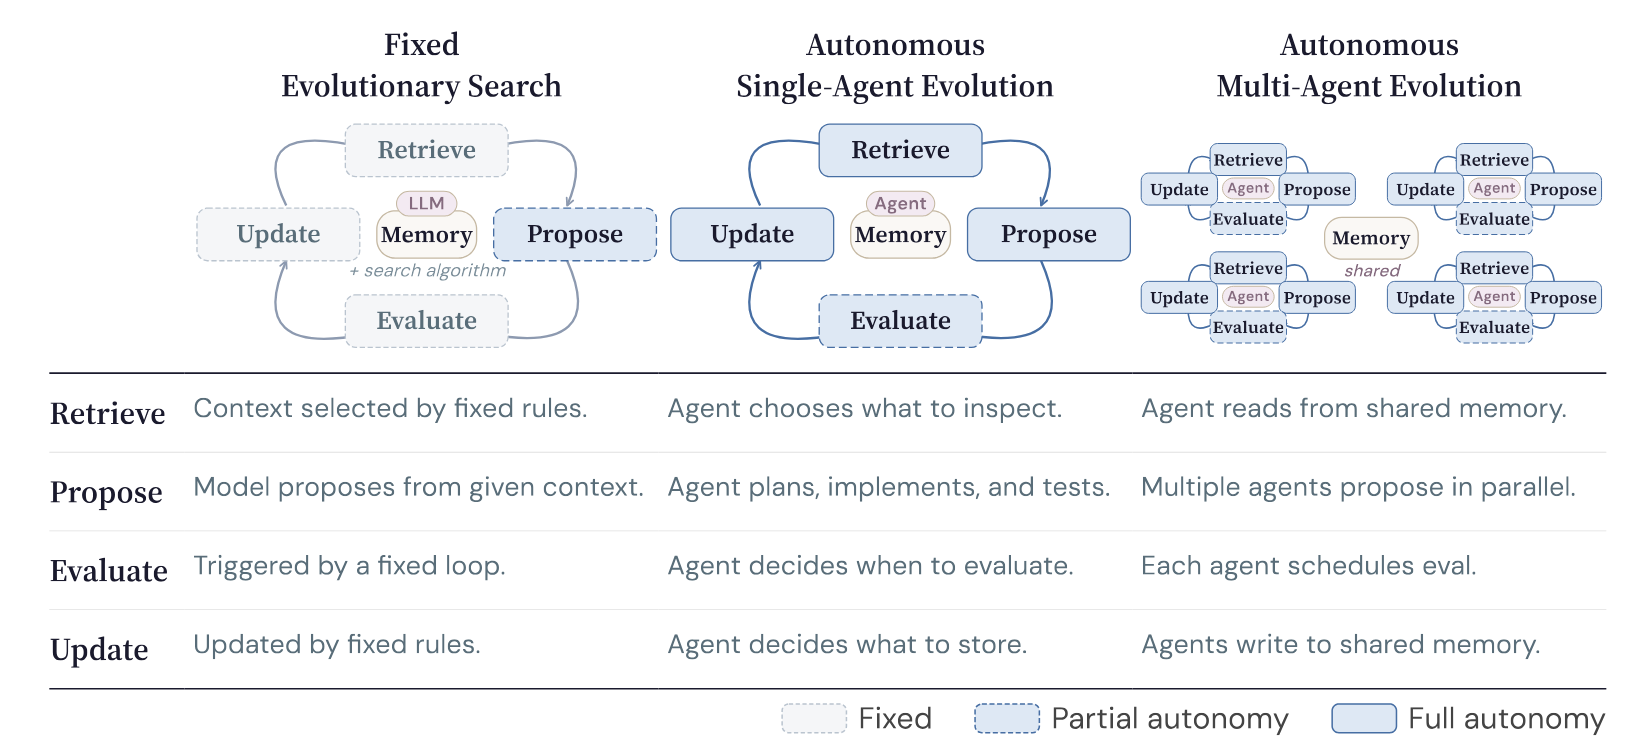 Fixed
Evolutionary Search
Autonomous
Single-Agent Evolution
Autonomous
Multi-Agent Evolution
Retrieve
LLM
Update
Memory
Propose
+ search algorithm
Evaluate
Retrieve
Agent
Update
Memory
Propose
Evaluate
Retrieve
Update
Agent
Propose
Evaluate
Retrieve
Update
Agent
Propose
Evaluate
Memory
shared
Retrieve
Update
Agent
Propose
Evaluate
Retrieve
Update
Agent
Propose
Evaluate
Retrieve
Context selected by fixed rules.
Agent chooses what to inspect.
Agent reads from shared memory.
Propose
Model proposes from given context.
Agent plans, implements, and tests.
Multiple agents propose in parallel.
Evaluate
Triggered by a fixed loop.
Agent decides when to evaluate.
Each agent schedules eval.
Update
Updated by fixed rules.
Agent decides what to store.
Agents write to shared memory.
Fixed
Partial autonomy
Full autonomy